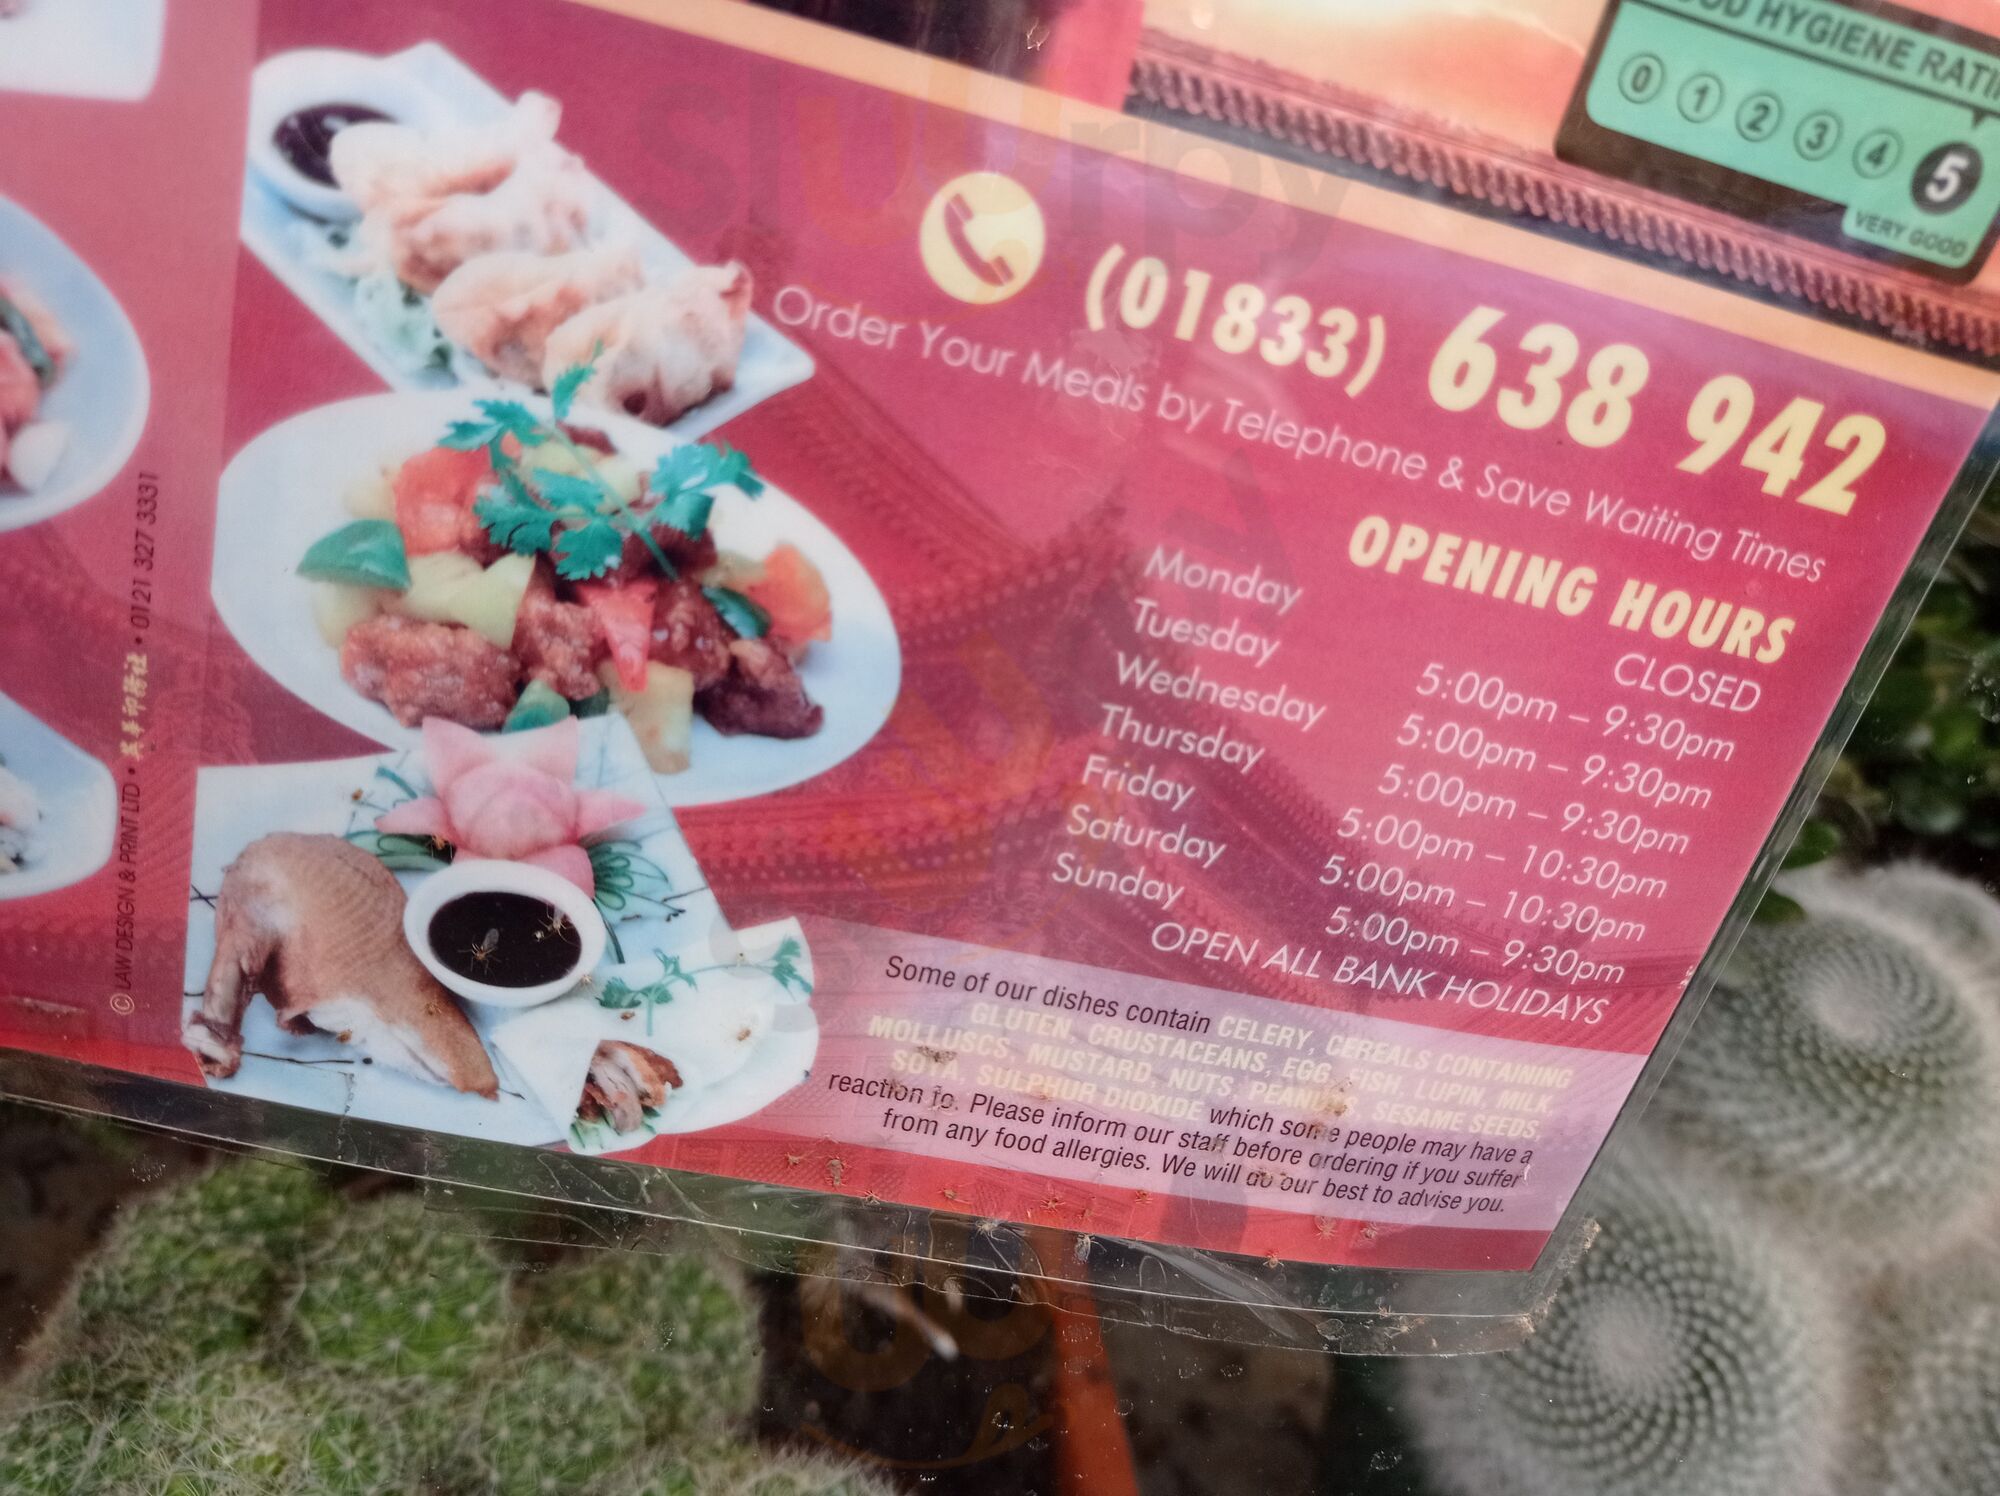 OOD HYGIENE RATI
0 1 2 3 4 5
VERY GOOD
(01833) 638 942
Order Your Meals by Telephone & Save Waiting Times
OPENING HOURS
Monday CLOSED
Tuesday 5:00pm – 9:30pm
Wednesday 5:00pm – 9:30pm
Thursday 5:00pm – 9:30pm
Friday 5:00pm – 10:30pm
Saturday 5:00pm – 10:30pm
Sunday 5:00pm – 9:30pm
OPEN ALL BANK HOLIDAYS
Some of our dishes contain CELERY, CEREALS CONTAINING
GLUTEN, CRUSTACEANS, EGG, FISH, LUPIN, MILK,
MOLLUSCS, MUSTARD, NUTS, PEANUTS, SESAME SEEDS,
SOYA, SULPHUR DIOXIDE which some people may have a
reaction to. Please inform our staff before ordering if you suffer
from any food allergies. We will do our best to advise you.
© LAW DESIGN & PRINT LTD • • 0121 327 3331
slurpy